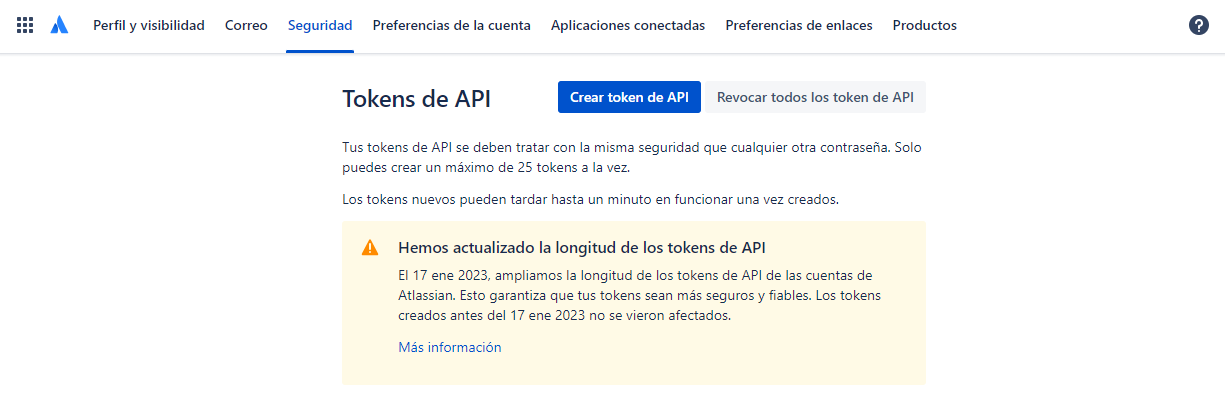 Perfil y visibilidad Correo Seguridad Preferencias de la cuenta Aplicaciones conectadas Preferencias de enlaces Productos
Tokens de API Crear token de API Revocar todos los token de API
Tus tokens de API se deben tratar con la misma seguridad que cualquier otra contraseña. Solo
puedes crear un máximo de 25 tokens a la vez.
Los tokens nuevos pueden tardar hasta un minuto en funcionar una vez creados.
Hemos actualizado la longitud de los tokens de API
El 17 ene 2023, ampliamos la longitud de los tokens de API de las cuentas de
Atlassian. Esto garantiza que tus tokens sean más seguros y fiables. Los tokens
creados antes del 17 ene 2023 no se vieron afectados.
Más información